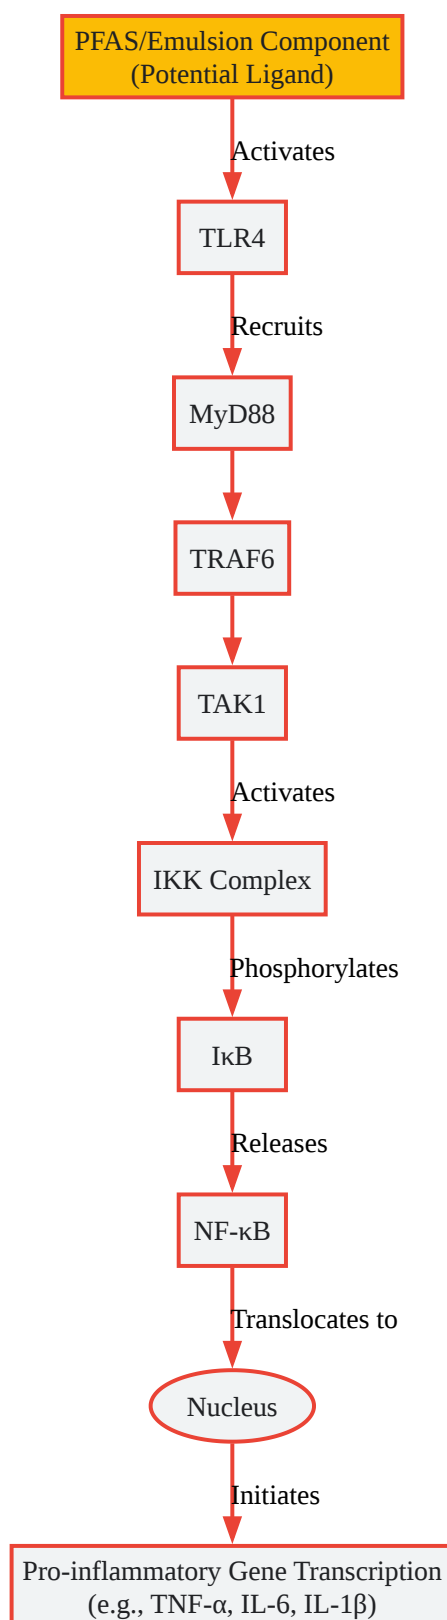 PFAS/Emulsion Component
(Potential Ligand)
Activates
TLR4
Recruits
MyD88
TRAF6
TAK1
Activates
IKK Complex
Phosphorylates
IκB
Releases
NF-κB
Translocates to
Nucleus
Initiates
Pro-inflammatory Gene Transcription
(e.g., TNF-α, IL-6, IL-1β)